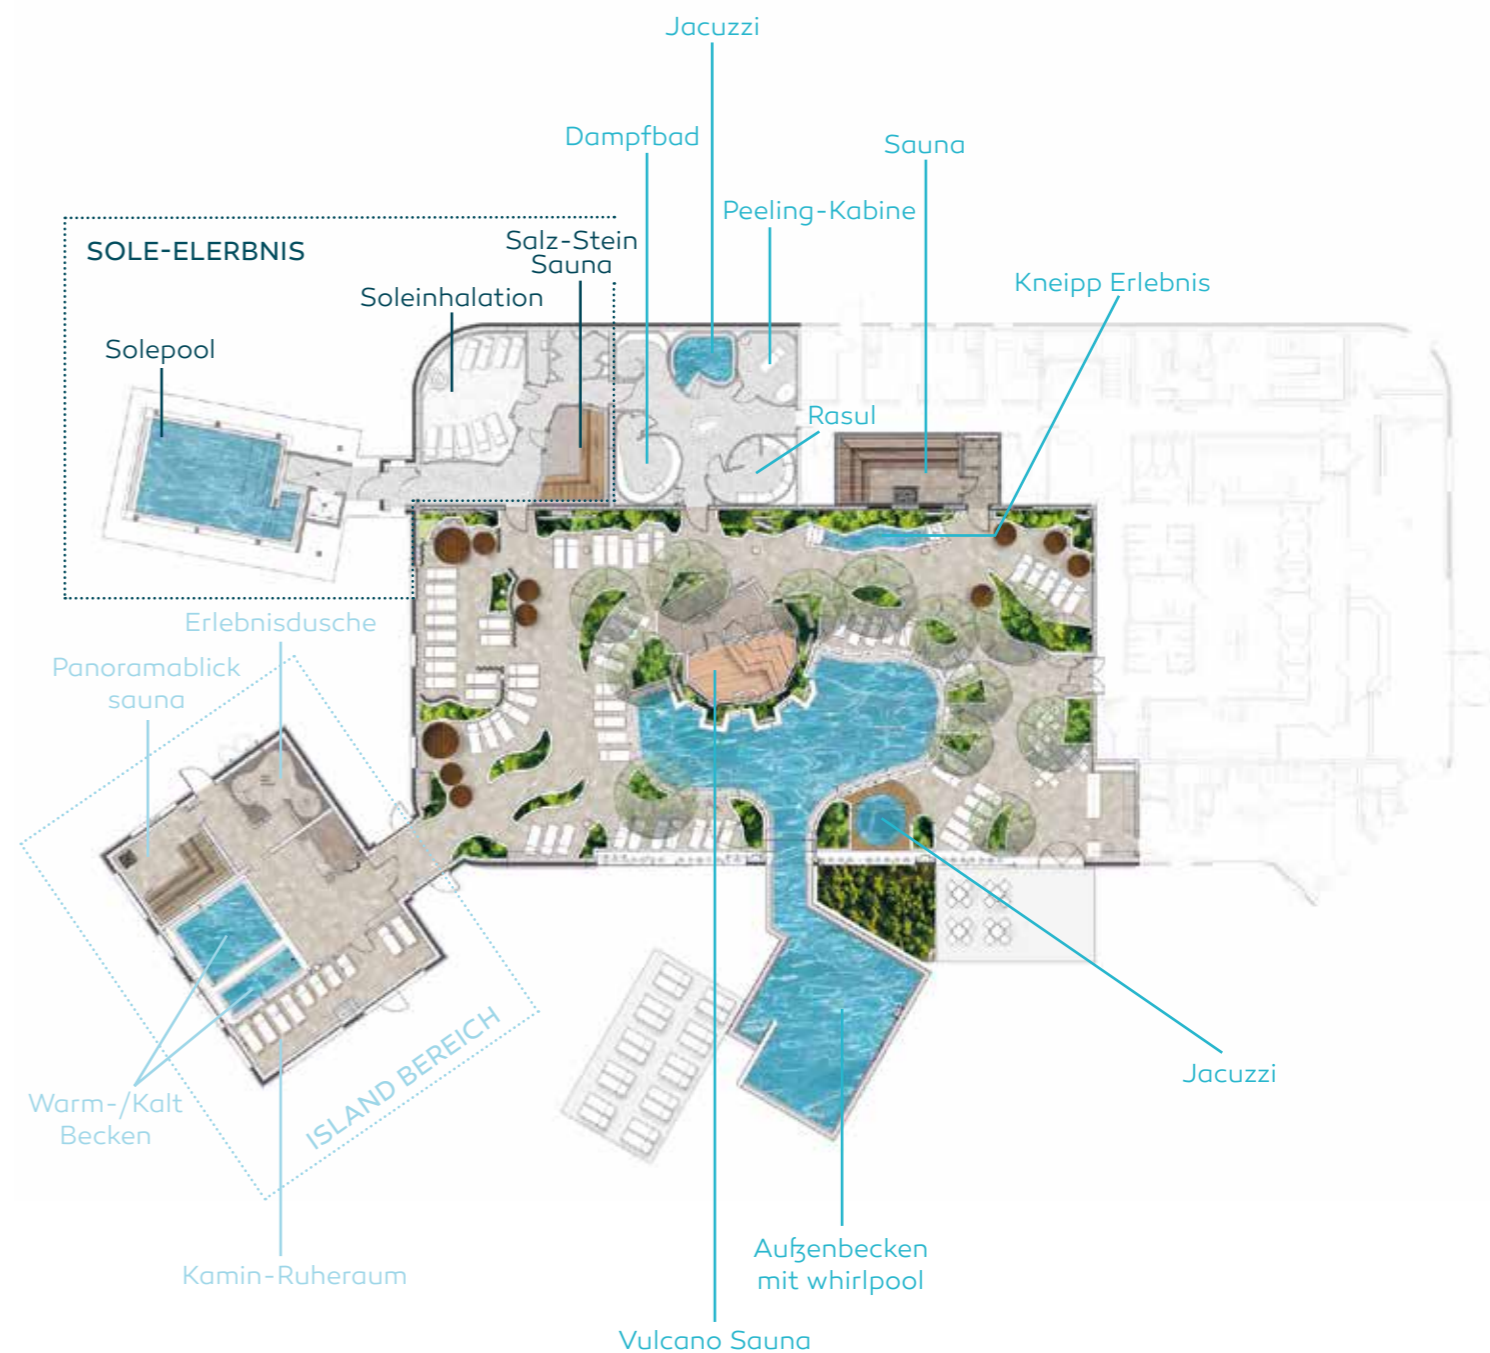 Jacuzzi
Dampfbad
Sauna
Peeling-Kabine
SOLE-ELERBNIS
Salz-Stein
Sauna
Soleinhalation
Kneipp Erlebnis
Solepool
Rasul
Erlebnisdusche
Panoramablick
sauna
ISLAND BEREICH
Jacuzzi
Warm-/Kalt
Becken
Außenbecken
mit whirlpool
Kamin-Ruheraum
Vulcano Sauna